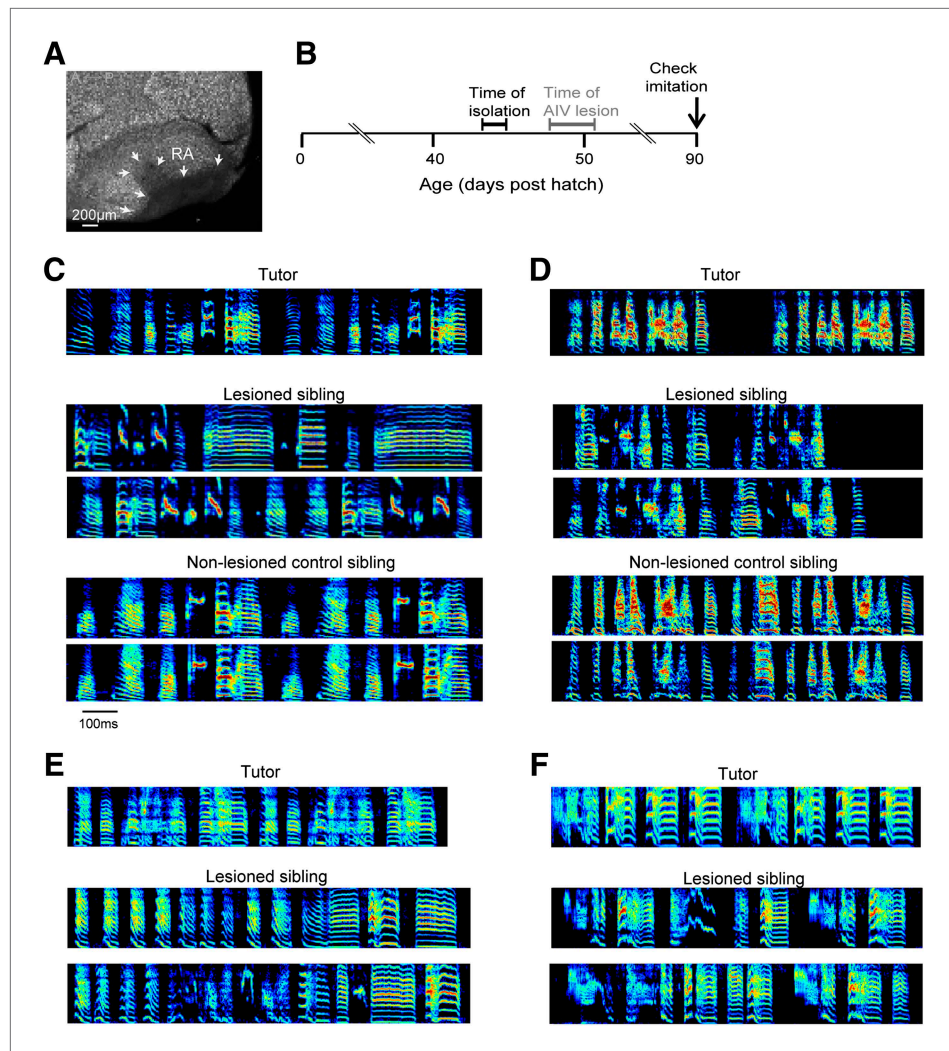 A
A
P
RA
200µm
B
Check
imitation
Time of
isolation
Time of
AIV lesion
0
40
50
90
Age (days post hatch)
C
Tutor
Lesioned sibling
Non-lesioned control sibling
100ms
D
Tutor
Lesioned sibling
Non-lesioned control sibling
E
Tutor
Lesioned sibling
F
Tutor
Lesioned sibling